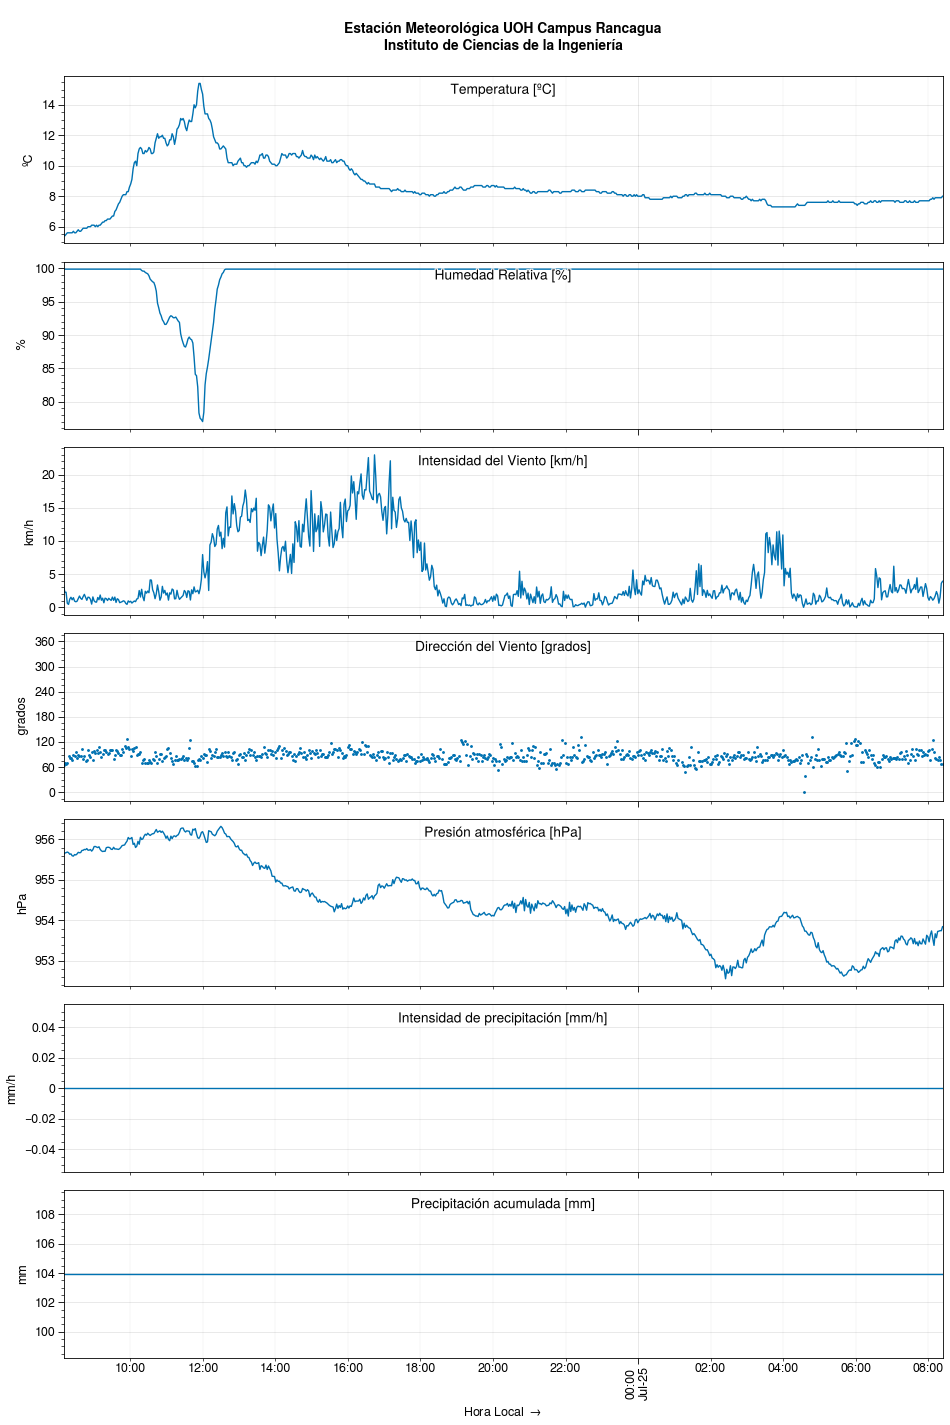 Estación Meteorológica UOH Campus Rancagua
Instituto de Ciencias de la Ingeniería
Temperatura [ºC]
14
12
10
8
6
ºC
Humedad Relativa [%]
100
95
90
85
80
%
Intensidad del Viento [km/h]
20
15
10
5
0
km/h
Dirección del Viento [grados]
360
300
240
180
120
60
0
grados
Presión atmosférica [hPa]
956
955
954
953
hPa
Intensidad de precipitación [mm/h]
0.04
0.02
0
−0.02
−0.04
mm/h
Precipitación acumulada [mm]
108
106
104
102
100
mm
10:00 12:00 14:00 16:00 18:00 20:00 22:00 00:00 02:00 04:00 06:00 08:00
Jul-25
Hora Local →